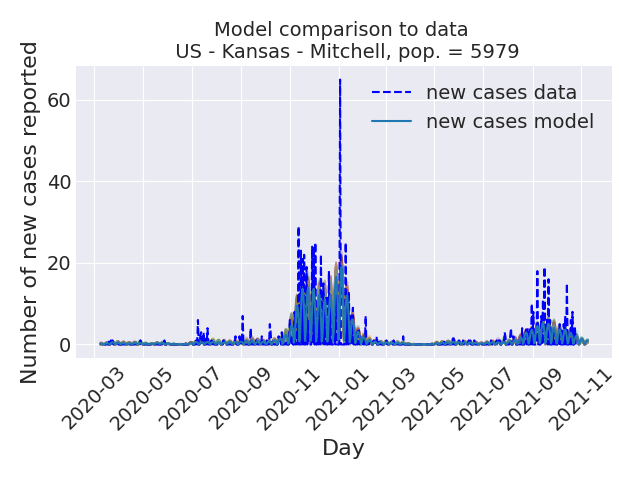 Model comparison to data
US - Kansas - Mitchell, pop. = 5979
Number of new cases reported
60
40
20
0
new cases data
new cases model
2020-03
2020-05
2020-07
2020-09
2020-11
2021-01
2021-03
2021-05
2021-07
2021-09
2021-11
Day